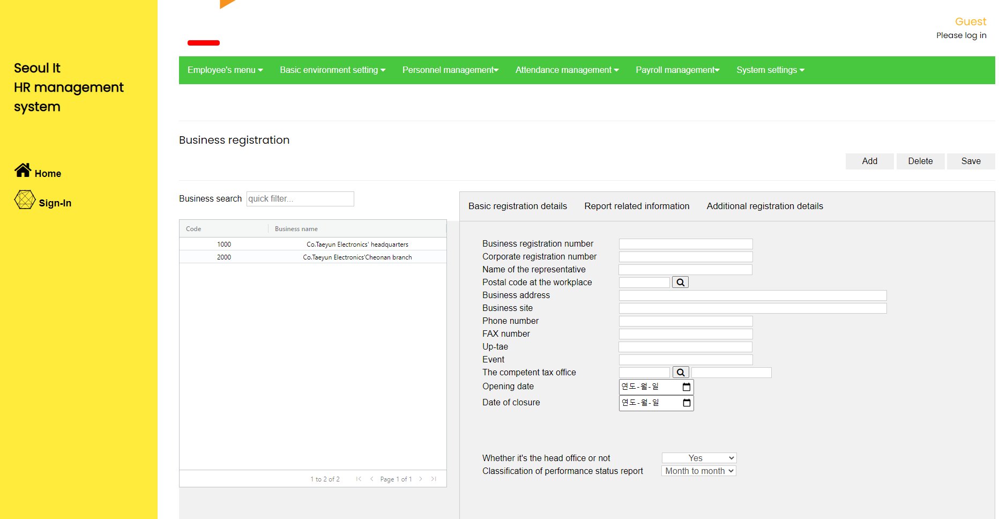 Guest
Please log in
Seoul It
HR management
system
Home
Sign-In
Employee's menu Basic environment setting Personnel management Attendance management Payroll management System settings
Business registration
Add Delete Save
Business search quick filter...
Code Business name
1000 Co.Taeyun Electronics' headquarters
2000 Co.Taeyun Electronics'Cheonan branch
1 to 2 of 2 Page 1 of 1
Basic registration details Report related information Additional registration details
Business registration number
Corporate registration number
Name of the representative
Postal code at the workplace
Business address
Business site
Phone number
FAX number
Up-tae
Event
The competent tax office
Opening date 연도-월-일
Date of closure 연도-월-일
Whether it's the head office or not Yes
Classification of performance status report Month to month